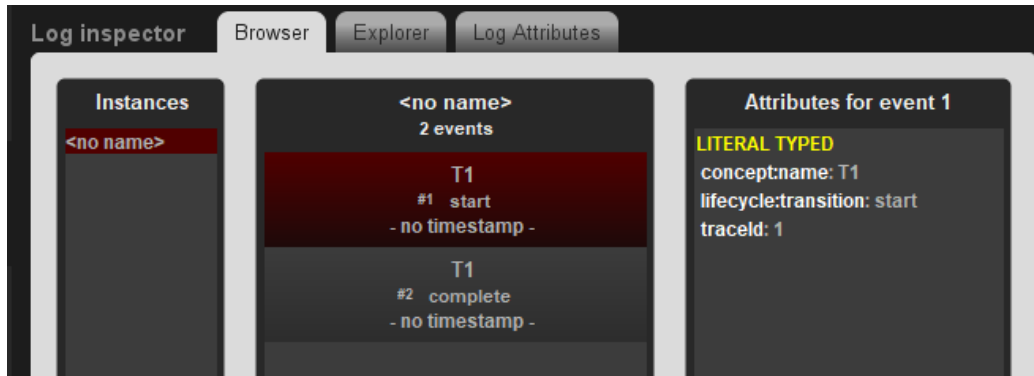 Log inspector
Browser
Explorer
Log Attributes
Instances
<no name>
<no name>
2 events
T1
#1 start
- no timestamp -
T1
#2 complete
- no timestamp -
Attributes for event 1
LITERAL TYPED
concept:name: T1
lifecycle:transition: start
traceId: 1